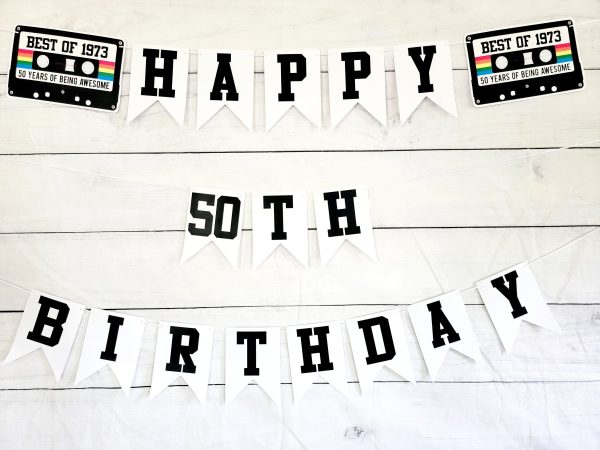 BEST OF 1973
50 YEARS OF BEING AWESOME
HAPPY
BEST OF 1973
50 YEARS OF BEING AWESOME
50TH
BIRTHDAY